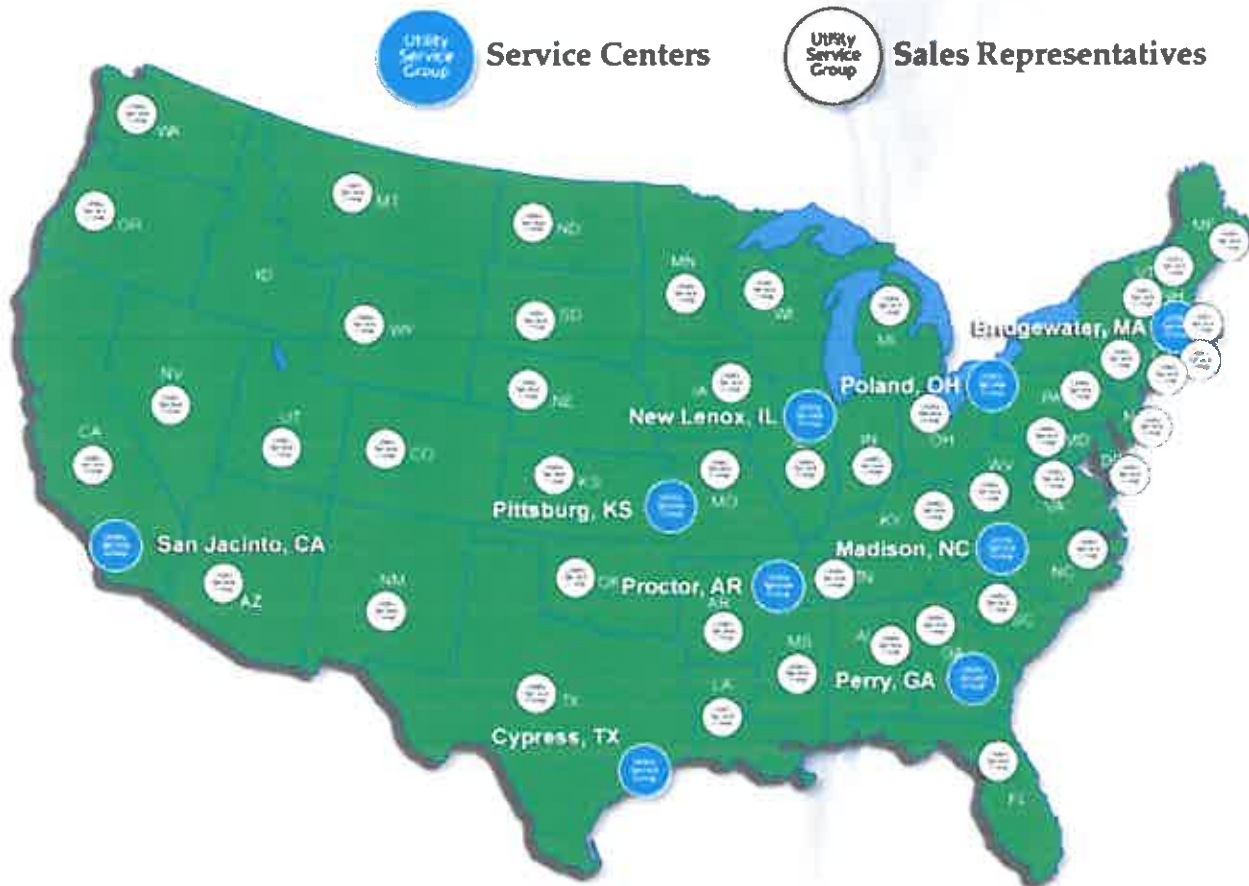 Utility
Service
Group
Service Centers
Utility
Service
Group
Sales Representatives
WA
MT
OR
ND
ME
ID
MN
VT
WY
SD
WI
MI
Bridgewater, MA
NV
IA
Poland, OH
NE
PA
New Lenox, IL
CA
UT
CO
OH
IN
MD
KS
MO
WV
Pittsburg, KS
KY
VA
San Jacinto, CA
Madison, NC
NM
OK
Proctor, AR
TN
NC
AZ
AR
SC
MS
GA
LA
Perry, GA
TX
Cypress, TX
FL